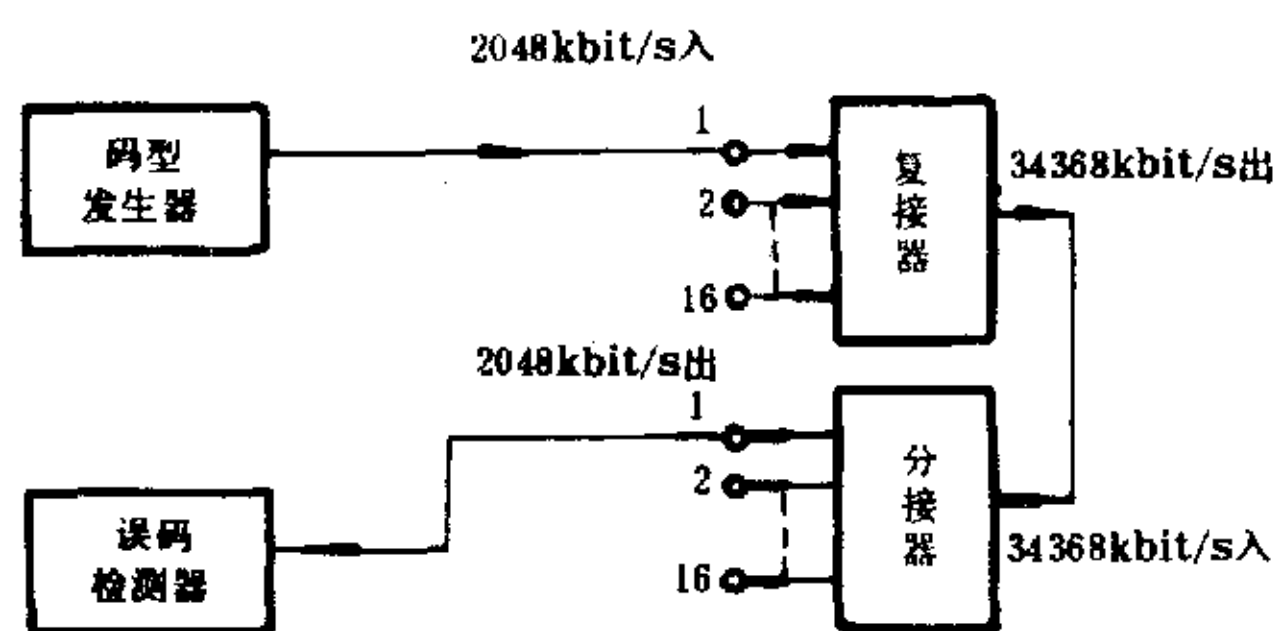 2048kbit/s入
码型
发生器
1
2
16
复
接
器
34368kbit/s出
2048kbit/s出
1
2
16
分
接
器
34368kbit/s入
误码
检测器